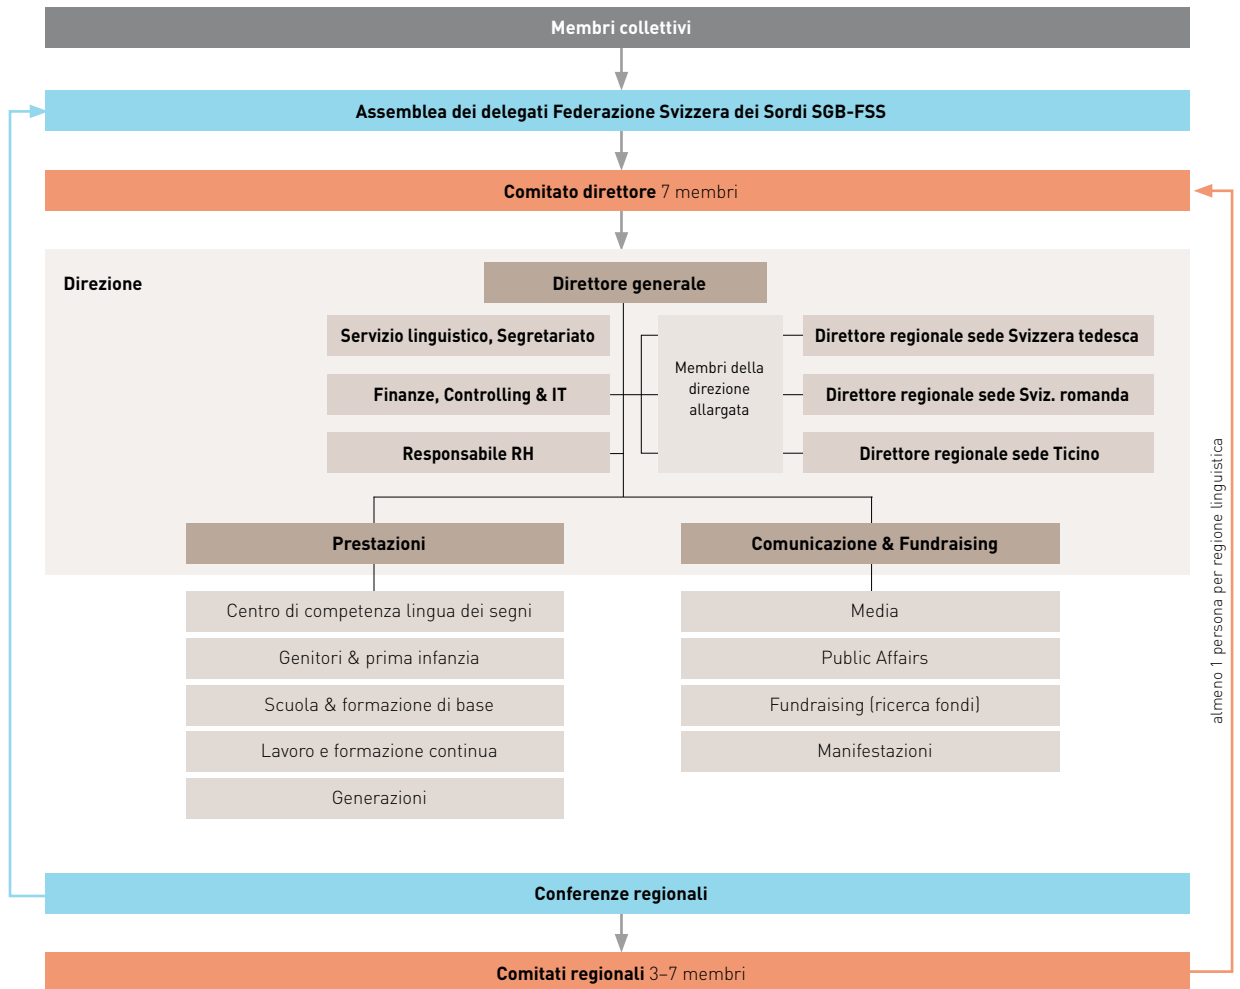 Membri collettivi
Assemblea dei delegati Federazione Svizzera dei Sordi SGB-FSS
Comitato direttore 7 membri
Direzione
Direttore generale
Servizio linguistico, Segretariato
Finanze, Controlling & IT
Responsabile RH
Membri della
direzione
allargata
Direttore regionale sede Svizzera tedesca
Direttore regionale sede Sviz. romanda
Direttore regionale sede Ticino
Prestazioni
Centro di competenza lingua dei segni
Genitori & prima infanzia
Scuola & formazione di base
Lavoro e formazione continua
Generazioni
Comunicazione & Fundraising
Media
Public Affairs
Fundraising (ricerca fondi)
Manifestazioni
almeno 1 persona per regione linguistica
Conferenze regionali
Comitati regionali 3–7 membri